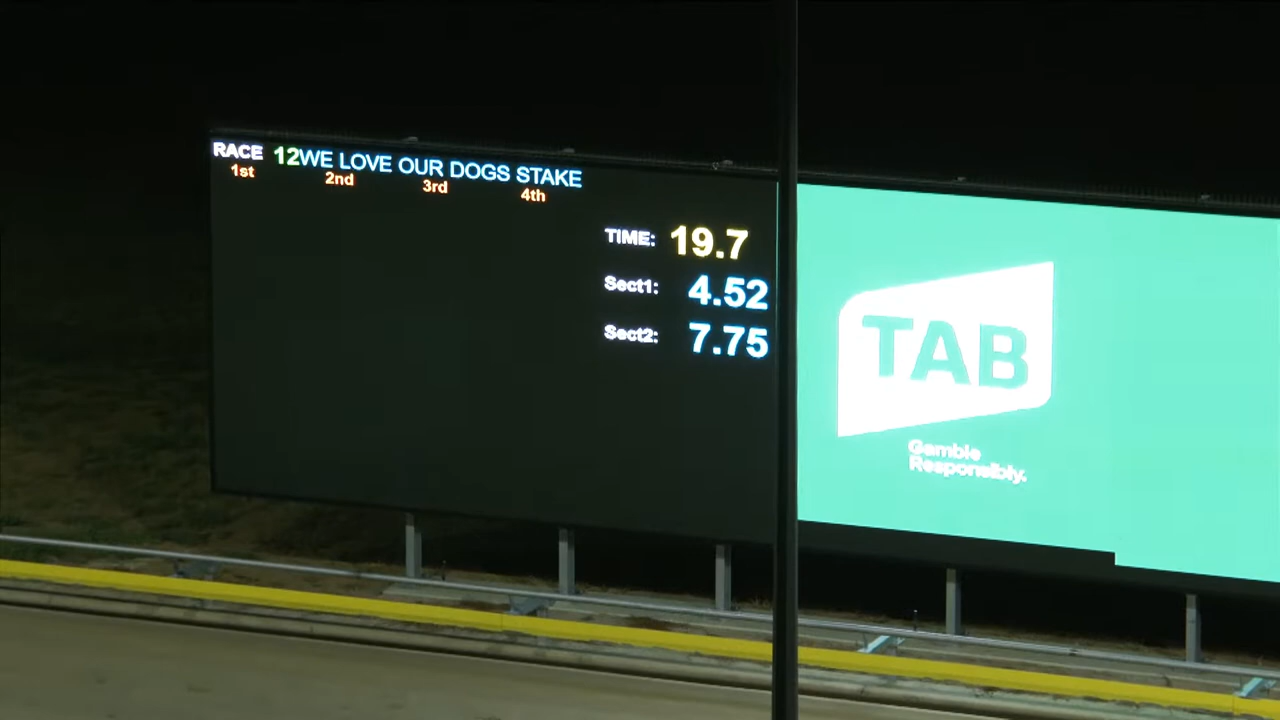 RACE 12WE LOVE OUR DOGS STAKE
1st 2nd 3rd 4th
TIME: 19.7
Sect1: 4.52
Sect2: 7.75
TAB
Gamble
Responsibly.